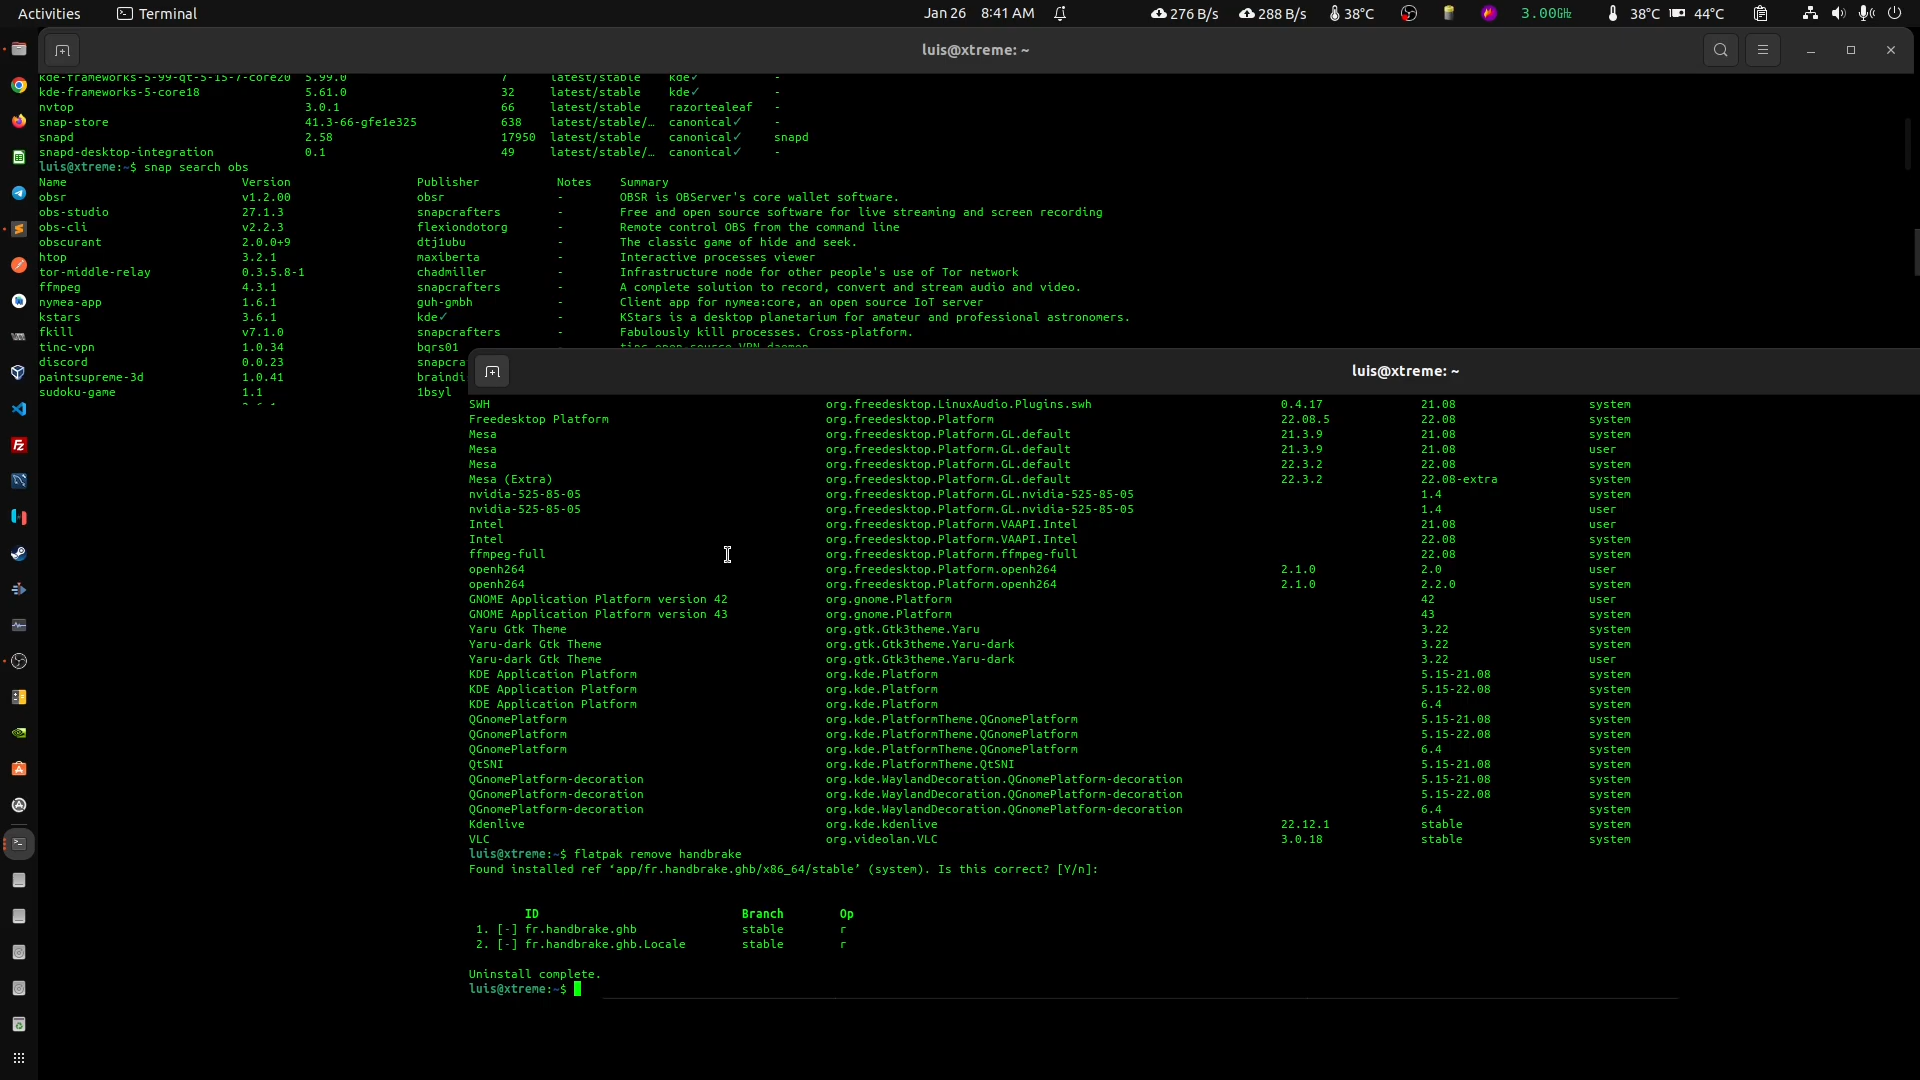 Activities Terminal Jan 26 8:41 AM 276 B/s 288 B/s 38°C 3.00GHz 38°C 44°C
luis@xtreme: ~
kde-frameworks-5-99-qt-5-15-7-core20 5.99.0 7 latest/stable kde✓ -
kde-frameworks-5-core18 5.61.0 32 latest/stable kde✓ -
nvtop 3.0.1 66 latest/stable razortealeaf -
snap-store 41.3-66-gfe1e325 638 latest/stable/… canonical✓ -
snapd 2.58 17950 latest/stable canonical✓ snapd
snapd-desktop-integration 0.1 49 latest/stable/… canonical✓ -
luis@xtreme:~$ snap search obs
Name Version Publisher Notes Summary
obsr v1.2.00 obsr - OBSR is OBServer's core wallet software.
obs-studio 27.1.3 snapcrafters - Free and open source software for live streaming and screen recording
obs-cli v2.2.3 flexiondotorg - Remote control OBS from the command line
obscurant 2.0.0+9 dtj1ubu - The classic game of hide and seek.
htop 3.2.1 maxiberta - Interactive processes viewer
tor-middle-relay 0.3.5.8-1 chadmiller - Infrastructure node for other people's use of Tor network
ffmpeg 4.3.1 snapcrafters - A complete solution to record, convert and stream audio and video.
nymea-app 1.6.1 guh-gmbh - Client app for nymea:core, an open source IoT server
kstars 3.6.1 kde✓ - KStars is a desktop planetarium for amateur and professional astronomers.
fkill v7.1.0 snapcrafters - Fabulously kill processes. Cross-platform.
tinc-vpn 1.0.34 bqrs01 - tinc open source VPN daemon
discord 0.0.23 snapcra
paintsupreme-3d 1.0.41 braindi
sudoku-game 1.1 1bsyl
luis@xtreme: ~
SWH org.freedesktop.LinuxAudio.Plugins.swh 0.4.17 21.08 system
Freedesktop Platform org.freedesktop.Platform 22.08.5 22.08 system
Mesa org.freedesktop.Platform.GL.default 21.3.9 21.08 system
Mesa org.freedesktop.Platform.GL.default 21.3.9 21.08 user
Mesa org.freedesktop.Platform.GL.default 22.3.2 22.08 system
Mesa (Extra) org.freedesktop.Platform.GL.default 22.3.2 22.08-extra system
nvidia-525-85-05 org.freedesktop.Platform.GL.nvidia-525-85-05 1.4 system
nvidia-525-85-05 org.freedesktop.Platform.GL.nvidia-525-85-05 1.4 user
Intel org.freedesktop.Platform.VAAPI.Intel 21.08 user
Intel org.freedesktop.Platform.VAAPI.Intel 22.08 system
ffmpeg-full org.freedesktop.Platform.ffmpeg-full 22.08 system
openh264 org.freedesktop.Platform.openh264 2.1.0 2.0 user
openh264 org.freedesktop.Platform.openh264 2.1.0 2.2.0 system
GNOME Application Platform version 42 org.gnome.Platform 42 user
GNOME Application Platform version 43 org.gnome.Platform 43 system
Yaru Gtk Theme org.gtk.Gtk3theme.Yaru 3.22 system
Yaru-dark Gtk Theme org.gtk.Gtk3theme.Yaru-dark 3.22 system
Yaru-dark Gtk Theme org.gtk.Gtk3theme.Yaru-dark 3.22 user
KDE Application Platform org.kde.Platform 5.15-21.08 system
KDE Application Platform org.kde.Platform 5.15-22.08 system
KDE Application Platform org.kde.Platform 6.4 system
QGnomePlatform org.kde.PlatformTheme.QGnomePlatform 5.15-21.08 system
QGnomePlatform org.kde.PlatformTheme.QGnomePlatform 5.15-22.08 system
QGnomePlatform org.kde.PlatformTheme.QGnomePlatform 6.4 system
QtSNI org.kde.PlatformTheme.QtSNI 5.15-21.08 system
QGnomePlatform-decoration org.kde.WaylandDecoration.QGnomePlatform-decoration 5.15-21.08 system
QGnomePlatform-decoration org.kde.WaylandDecoration.QGnomePlatform-decoration 5.15-22.08 system
QGnomePlatform-decoration org.kde.WaylandDecoration.QGnomePlatform-decoration 6.4 system
Kdenlive org.kde.kdenlive 22.12.1 stable system
VLC org.videolan.VLC 3.0.18 stable system
luis@xtreme:~$ flatpak remove handbrake
Found installed ref ‘app/fr.handbrake.ghb/x86_64/stable’ (system). Is this correct? [Y/n]:
ID Branch Op
1. [-] fr.handbrake.ghb stable r
2. [-] fr.handbrake.ghb.Locale stable r
Uninstall complete.
luis@xtreme:~$